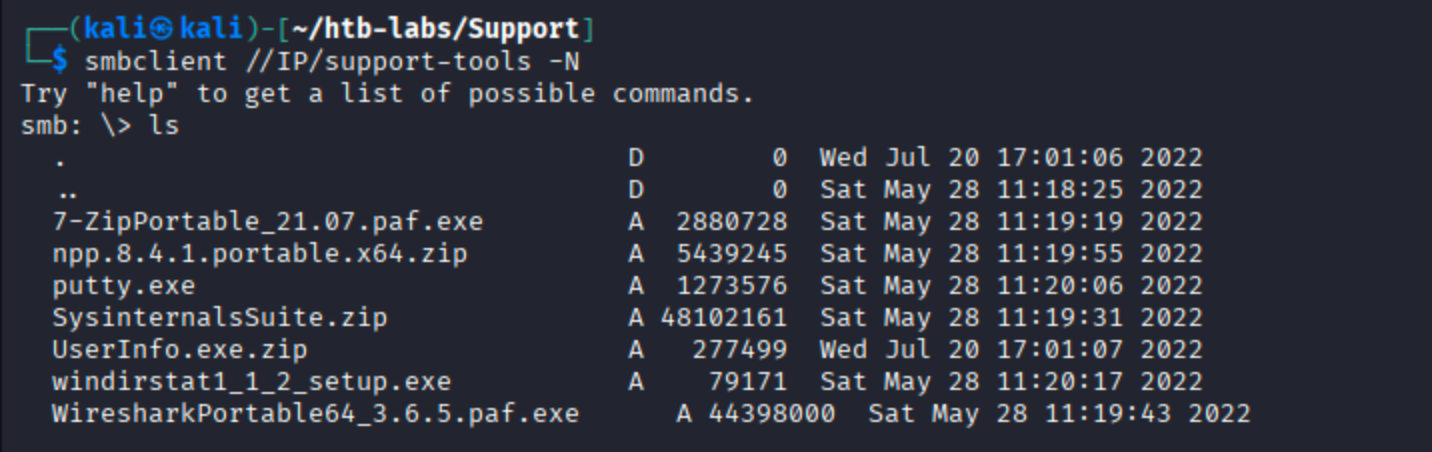 ┌──(kali㉿kali)-[~/htb-labs/Support]
└─$ smbclient //IP/support-tools -N
Try "help" to get a list of possible commands.
smb: \> ls
  .                                   D        0  Wed Jul 20 17:01:06 2022
  ..                                  D        0  Sat May 28 11:18:25 2022
  7-ZipPortable_21.07.paf.exe         A  2880728  Sat May 28 11:19:19 2022
  npp.8.4.1.portable.x64.zip          A  5439245  Sat May 28 11:19:55 2022
  putty.exe                           A  1273576  Sat May 28 11:20:06 2022
  SysinternalsSuite.zip               A 48102161  Sat May 28 11:19:31 2022
  UserInfo.exe.zip                    A   277499  Wed Jul 20 17:01:07 2022
  windirstat1_1_2_setup.exe           A    79171  Sat May 28 11:20:17 2022
  WiresharkPortable64_3.6.5.paf.exe      A 44398000  Sat May 28 11:19:43 2022